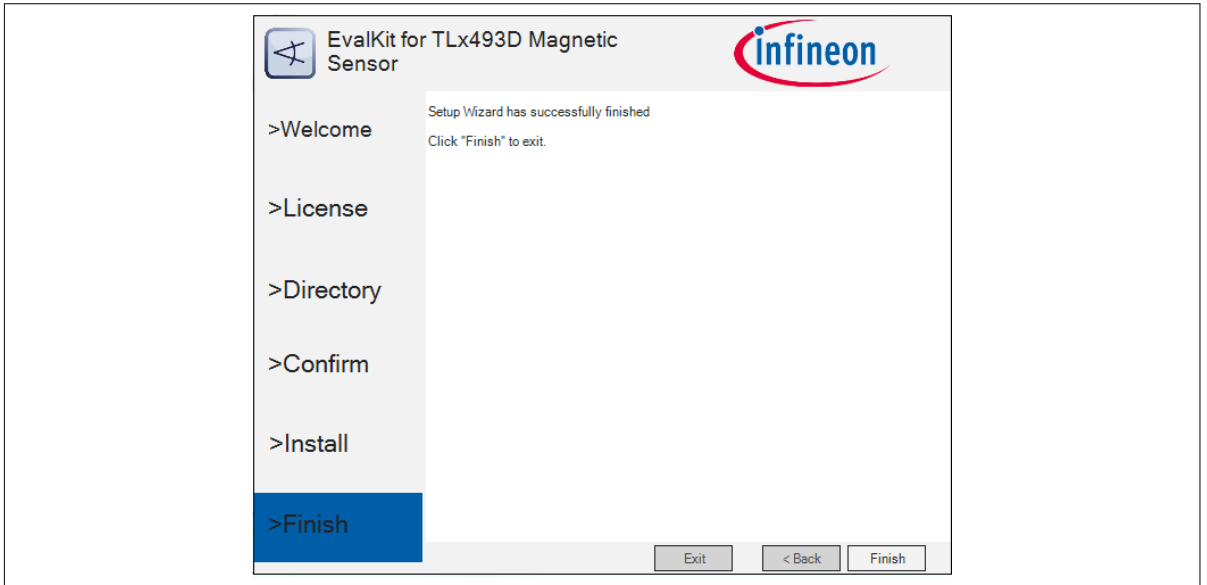 EvalKit for TLx493D Magnetic
Sensor
infineon
>Welcome
Setup Wizard has successfully finished
Click "Finish" to exit.
>License
>Directory
>Confirm
>Install
>Finish
Exit
< Back
Finish